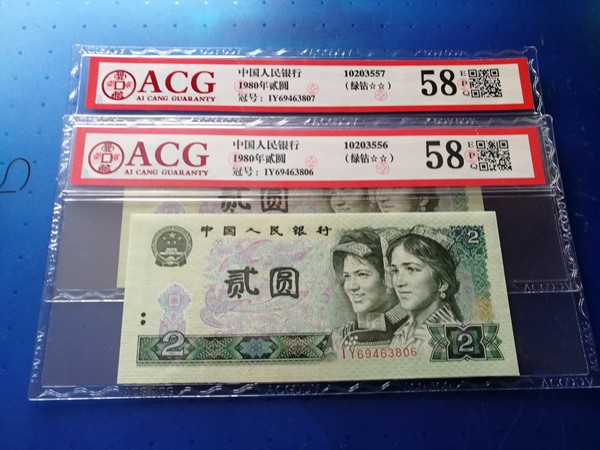 ACG
AI CANG GUARANTY
中国人民银行
1980年贰圆
冠号：IY69463807
10203557
（绿钻☆☆）
58
EPQ
ACG
AI CANG GUARANTY
中国人民银行
1980年贰圆
冠号：IY69463806
10203556
（绿钻☆☆）
58
EPQ
贰圆
中国人民银行
2
贰圆
2
IY69463806
2